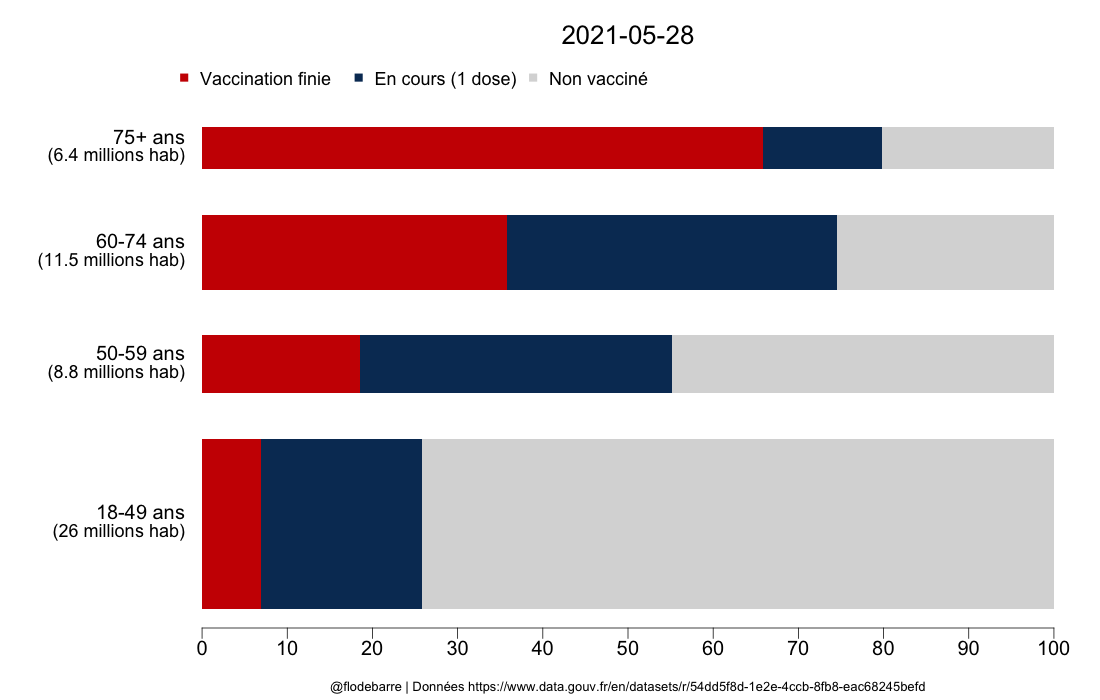 2021-05-28
Vaccination finie En cours (1 dose) Non vacciné
75+ ans
(6.4 millions hab)
60-74 ans
(11.5 millions hab)
50-59 ans
(8.8 millions hab)
18-49 ans
(26 millions hab)
0 10 20 30 40 50 60 70 80 90 100
@flodebarre | Données https://www.data.gouv.fr/en/datasets/r/54dd5f8d-1e2e-4ccb-8fb8-eac68245befd